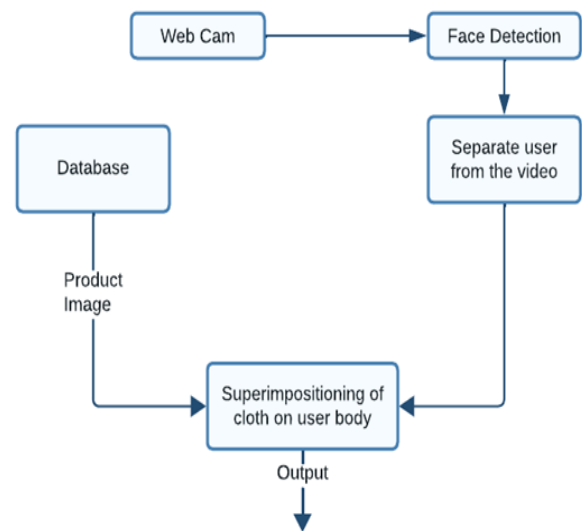 Web Cam
Face Detection
Separate user
from the video
Database
Product
Image
Superimpositioning of
cloth on user body
Output